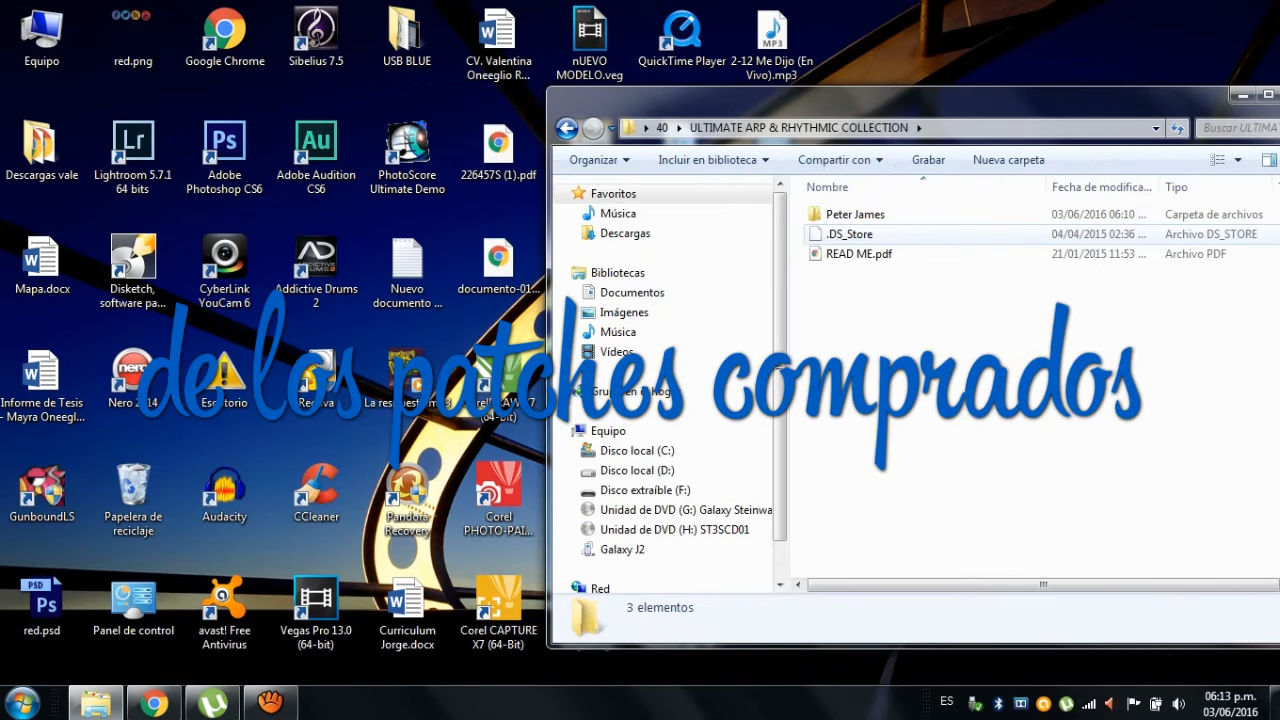 Equipo
red.png
Google Chrome
Sibelius 7.5
USB BLUE
CV. Valentina
Oneeglio R...
nUEVO
MODELO.veg
QuickTime Player
2-12 Me Dijo (En
Vivo).mp3
Descargas vale
Lightroom 5.7.1
64 bits
Adobe
Photoshop CS6
Adobe Audition
CS6
PhotoScore
Ultimate Demo
226457S (1).pdf
Mapa.docx
Disketch,
software pa...
CyberLink
YouCam 6
Addictive Drums
2
Nuevo
documento ...
documento-01...
Informe de Tesis
- Mayra Oneegl...
Nero 2014
Escritorio
GunboundLS
Papelera de
reciclaje
Audacity
CCleaner
Pandora
Recovery
Corel
PHOTO-PAI...
red.psd
Panel de control
avast! Free
Antivirus
Vegas Pro 13.0
(64-bit)
Curriculum
Jorge.docx
Corel CAPTURE
X7 (64-Bit)
40 ULTIMATE ARP & RHYTHMIC COLLECTION
Buscar ULTIMA
Organizar Incluir en biblioteca Compartir con Grabar Nueva carpeta
Favoritos
Música
Descargas
Bibliotecas
Documentos
Imágenes
Música
Vídeos
Equipo
Disco local (C:)
Disco local (D:)
Disco extraíble (F:)
Unidad de DVD (G:) Galaxy Steinwa
Unidad de DVD (H:) ST3SCD01
Galaxy J2
Red
Nombre Fecha de modifica... Tipo
Peter James 03/06/2016 06:10 ... Carpeta de archivos
.DS_Store 04/04/2015 02:36 ... Archivo DS_STORE
READ ME.pdf 21/01/2015 11:53 ... Archivo PDF
3 elementos
de los patches comprados
ES
06:13 p.m.
03/06/2016